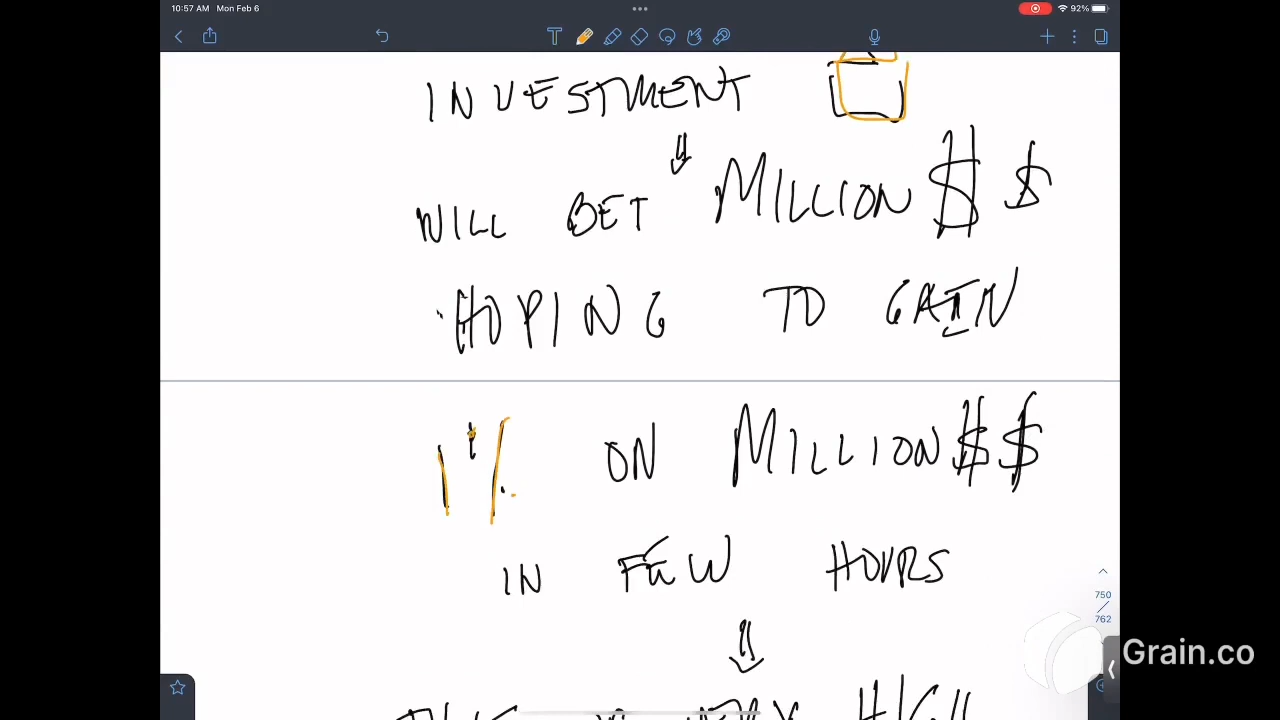 10:57 AM Mon Feb 6
92%
INVESTMENT
WILL BET MILLION $ $
HOPING TO GAIN
1% ON MILLION $$
IN FEW HOURS
750
762
Grain.co
HIGH